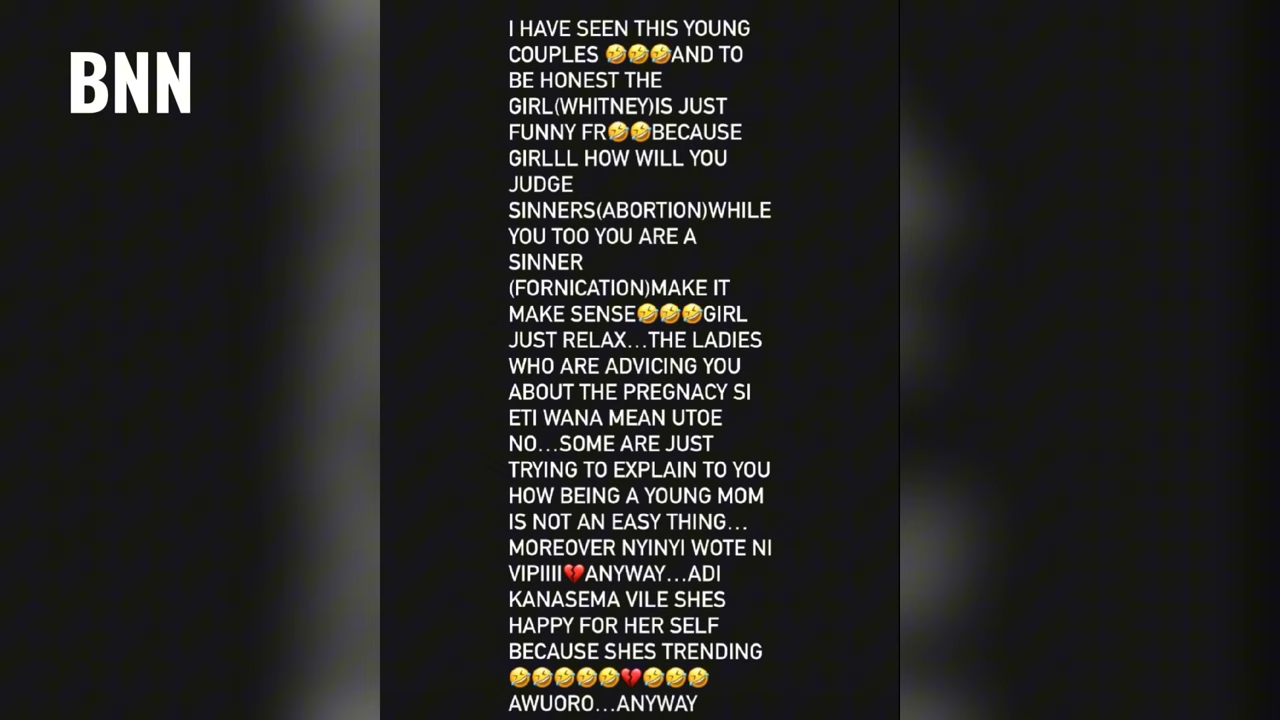 BNN
I HAVE SEEN THIS YOUNG
COUPLES 🤣🤣🤣AND TO
BE HONEST THE
GIRL(WHITNEY)IS JUST
FUNNY FR🤣🤣BECAUSE
GIRLLL HOW WILL YOU
JUDGE
SINNERS(ABORTION)WHILE
YOU TOO YOU ARE A
SINNER
(FORNICATION)MAKE IT
MAKE SENSE🤣🤣🤣GIRL
JUST RELAX...THE LADIES
WHO ARE ADVICING YOU
ABOUT THE PREGNACY SI
ETI WANA MEAN UTOE
NO...SOME ARE JUST
TRYING TO EXPLAIN TO YOU
HOW BEING A YOUNG MOM
IS NOT AN EASY THING...
MOREOVER NYINYI WOTE NI
VIPIIII💔ANYWAY...ADI
KANASEMA VILE SHES
HAPPY FOR HER SELF
BECAUSE SHES TRENDING
🤣🤣🤣🤣🤣💔🤣🤣🤣
AWUORO...ANYWAY